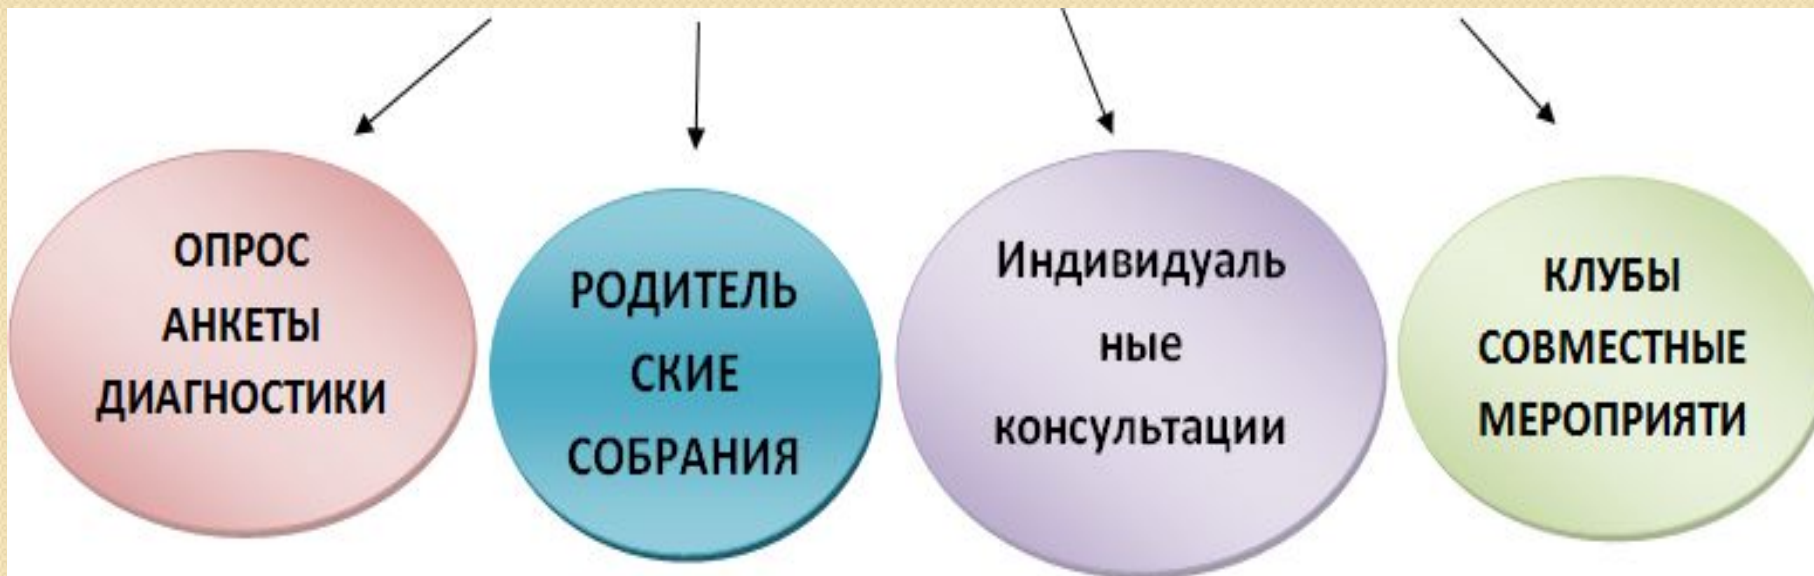 ОПРОС
АНКЕТЫ
ДИАГНОСТИКИ
РОДИТЕЛЬ
СКИЕ
СОБРАНИЯ
Индивидуаль
ные
консультации
КЛУБЫ
СОВМЕСТНЫЕ
МЕРОПРИЯТИ